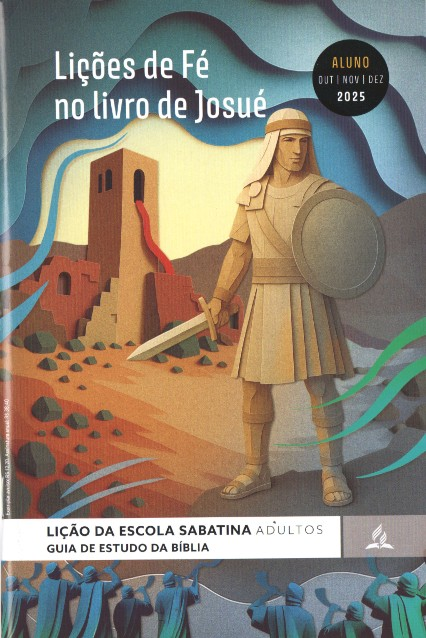 Lições de Fé
no livro de Josué
ALUNO
OUT | NOV | DEZ
2025
LIÇÃO DA ESCOLA SABATINA ADULTOS
GUIA DE ESTUDO DA BÍBLIA